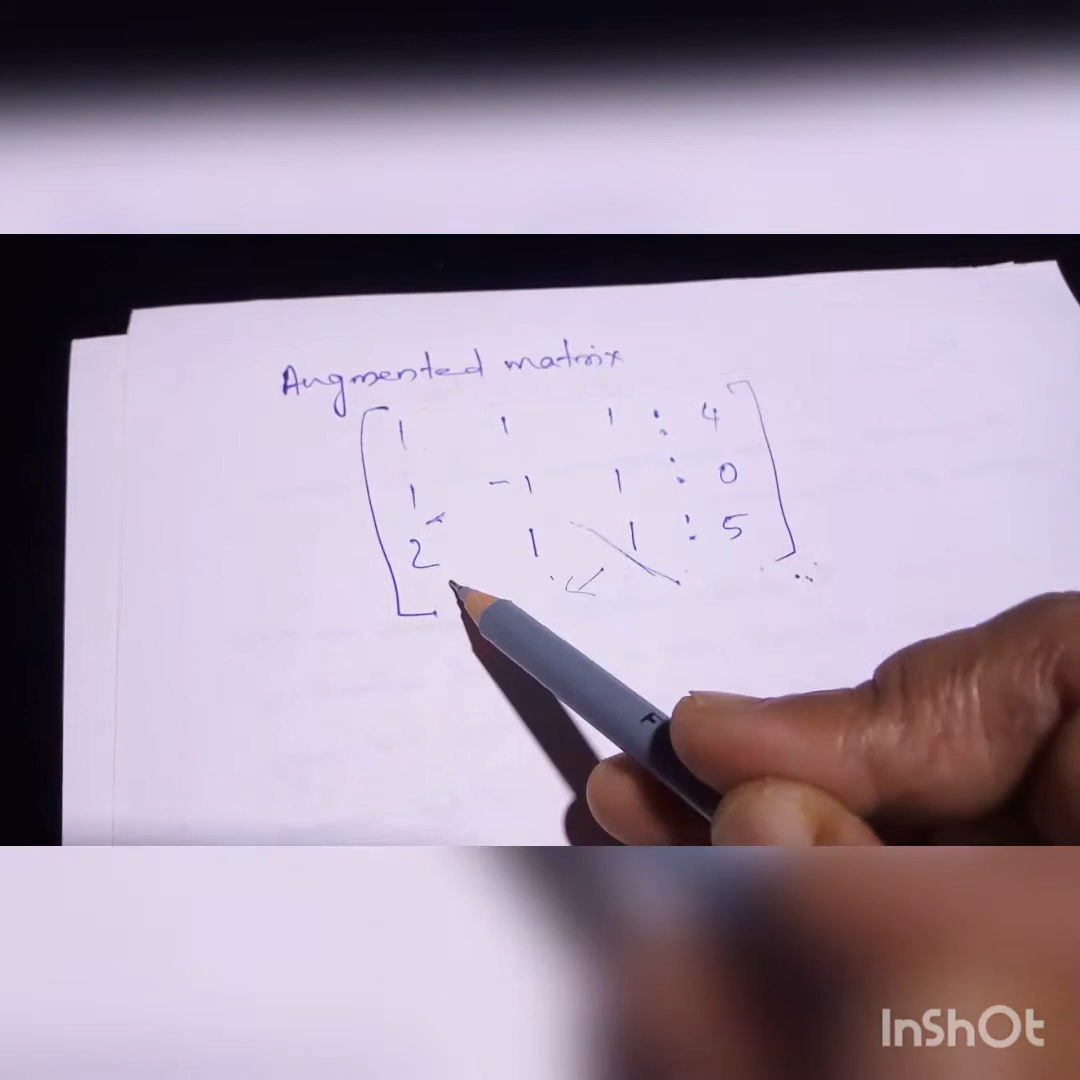 Augmented matrix
1 1 1 : 4
1 -1 1 : 0
2 1 1 : 5
F
InShOt